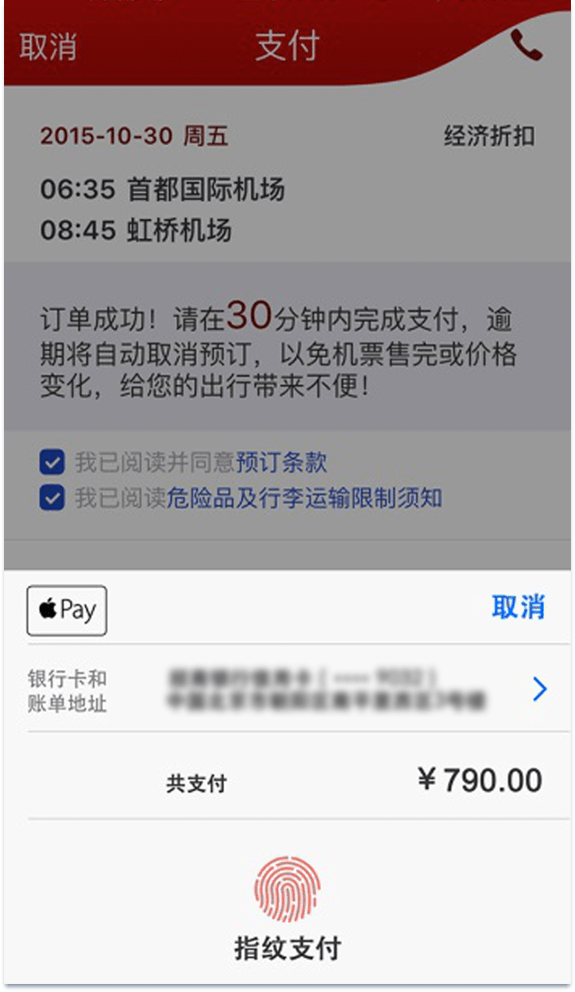 取消
支付
2015-10-30 周五
经济折扣
06:35 首都国际机场
08:45 虹桥机场
订单成功！请在30分钟内完成支付，逾
期将自动取消预订，以免机票售完或价格
变化，给您的出行带来不便！
我已阅读并同意预订条款
我已阅读危险品及行李运输限制须知
Pay
取消
银行卡和
账单地址
共支付
￥790.00
指纹支付